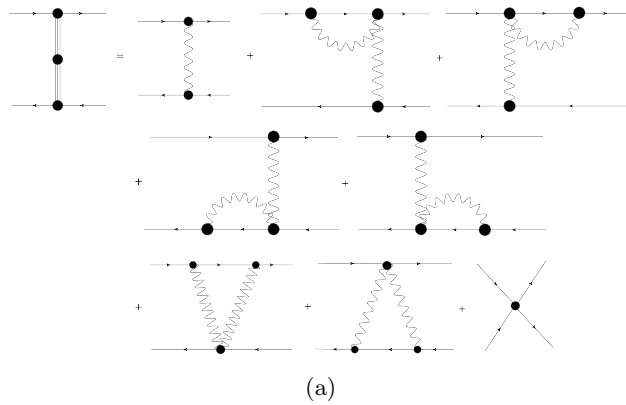 = + +
+ +
+ + +
(a)